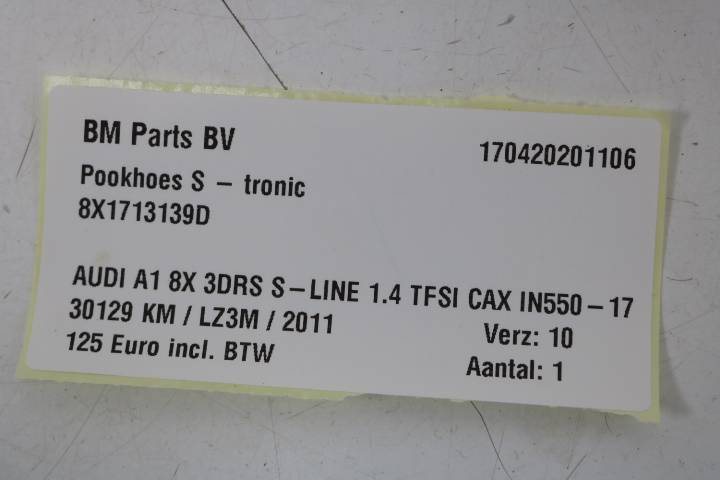 BM Parts BV 170420201106
Pookhoes S - tronic
8X1713139D
AUDI A1 8X 3DRS S-LINE 1.4 TFSI CAX IN550-17
30129 KM / LZ3M / 2011 Verz: 10
125 Euro incl. BTW Aantal: 1